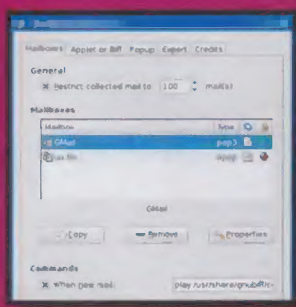 Mailboxes Applet or Biff Popup Expert Credits
General
Restrict collected mail to 100 mail(s)
Mailboxes
Mailbox Type
GMail pop3
GMail
Copy Remove Properties
Commands
When new mail: play /usr/share/gnubiff/